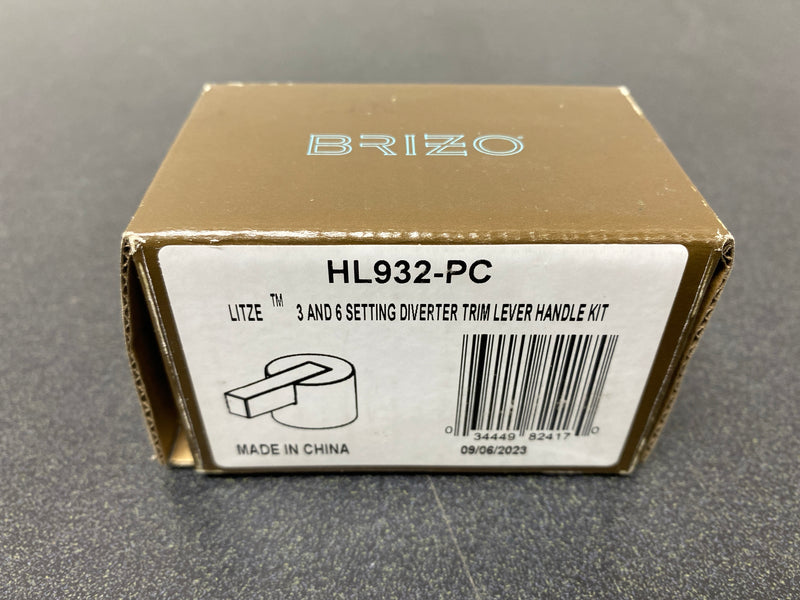 BRIZO
HL932-PC
LITZE ™ 3 AND 6 SETTING DIVERTER TRIM LEVER HANDLE KIT
0 34449 82417 0
MADE IN CHINA
09/06/2023